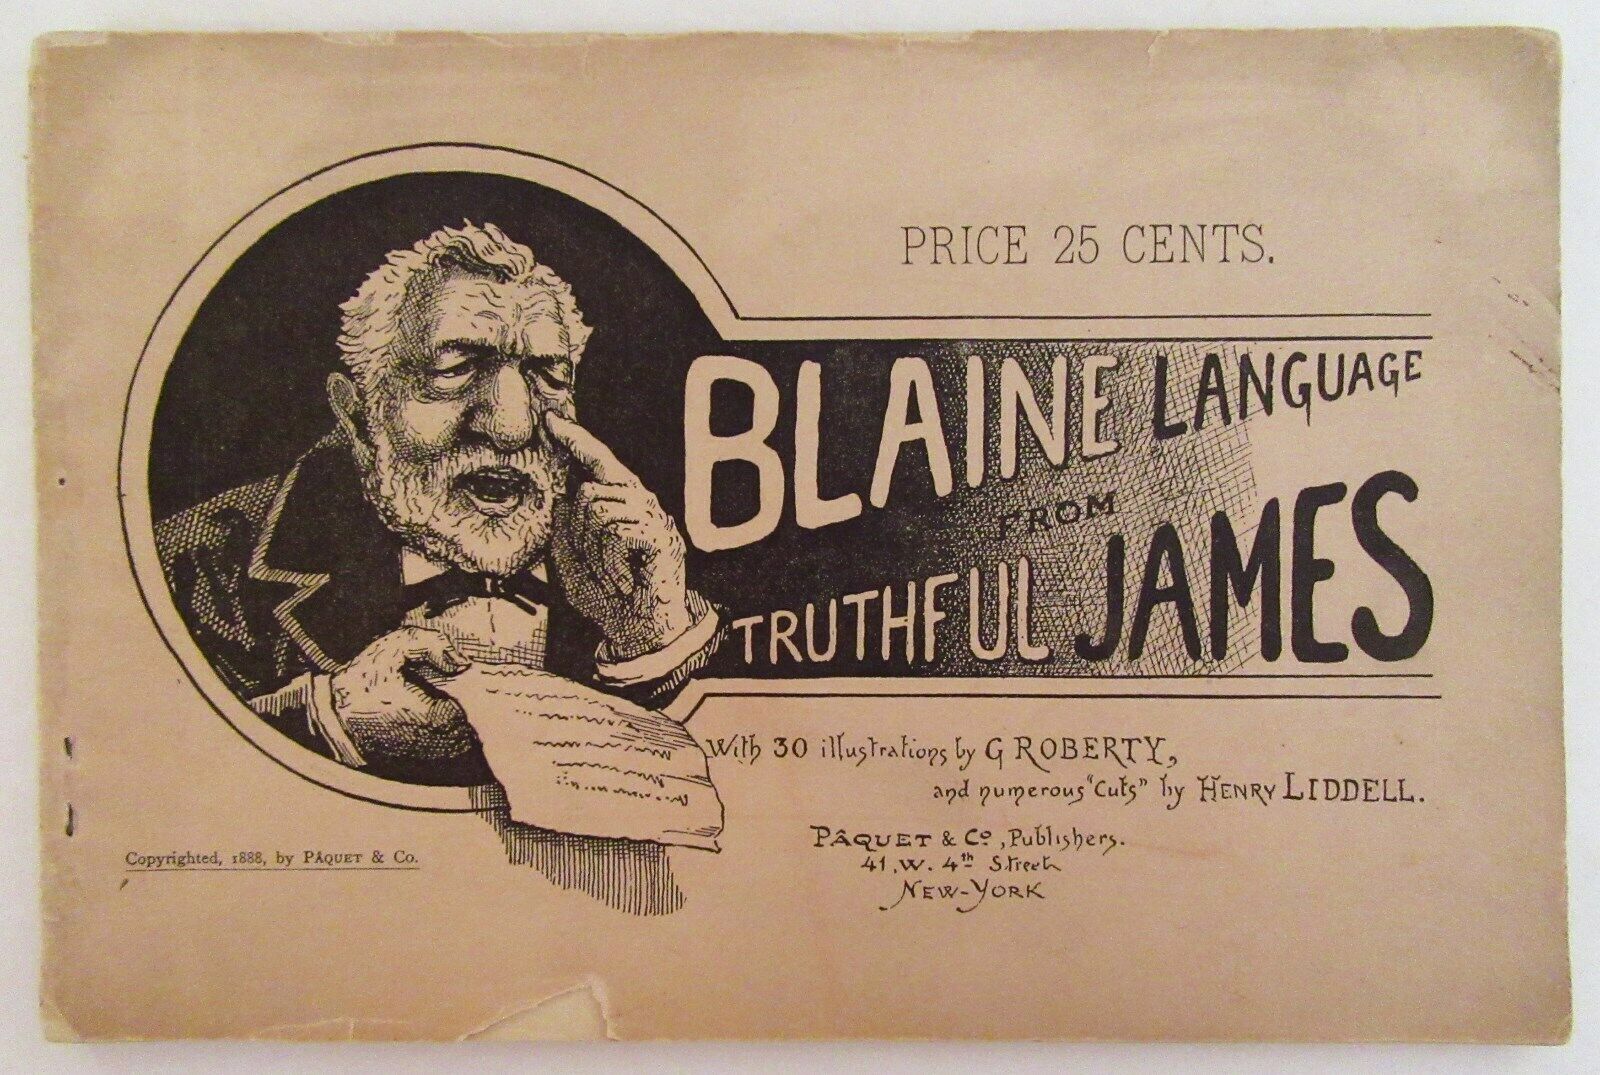 PRICE 25 CENTS.
BLAINE LANGUAGE
FROM
TRUTHFUL JAMES
With 30 illustrations by G ROBERTY,
and numerous "Cuts" by HENRY LIDDELL.
PÂQUET & Co, Publishers.
41, W. 4th Street
NEW-YORK
Copyrighted, 1888, by PÂQUET & Co.